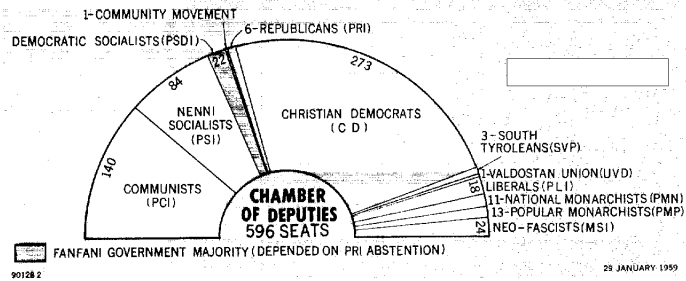 1-COMMUNITY MOVEMENT
DEMOCRATIC SOCIALISTS (PSDI)
6-REPUBLICANS (PRI)
22
273
84
NENNI
SOCIALISTS
(PSI)
CHRISTIAN DEMOCRATS
(CD)
140
COMMUNISTS
(PCI)
3-SOUTH
TYROLEANS(SVP)
1-VALDOSTAN UNION(UVD)
18
LIBERALS(PLI)
11-NATIONAL MONARCHISTS (PMN)
13-POPULAR MONARCHISTS(PMP)
24
NEO-FASCISTS(MSI)
CHAMBER
OF DEPUTIES
596 SEATS
FANFANI GOVERNMENT MAJORITY (DEPENDED ON PRI ABSTENTION)
90128 2
29 JANUARY 1959